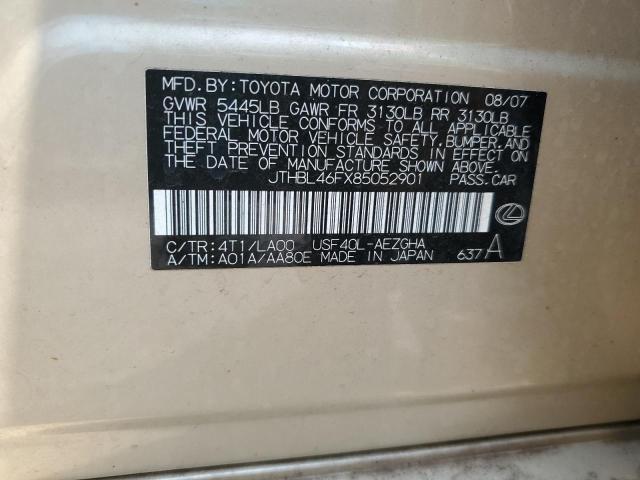 MFD. BY: TOYOTA MOTOR CORPORATION 08/07
GVWR 5445LB GAWR FR 3130LB RR 3130LB
THIS VEHICLE CONFORMS TO ALL APPLICABLE
FEDERAL MOTOR VEHICLE SAFETY, BUMPER, AND
THEFT PREVENTION STANDARDS IN EFFECT ON
THE DATE OF MANUFACTURE SHOWN ABOVE.
JTHBL46FX85052901 PASS. CAR
C/TR: 4T1/LA00 USF40L-AEZGHA
A/TM: A01A/AA80E MADE IN JAPAN 637 A